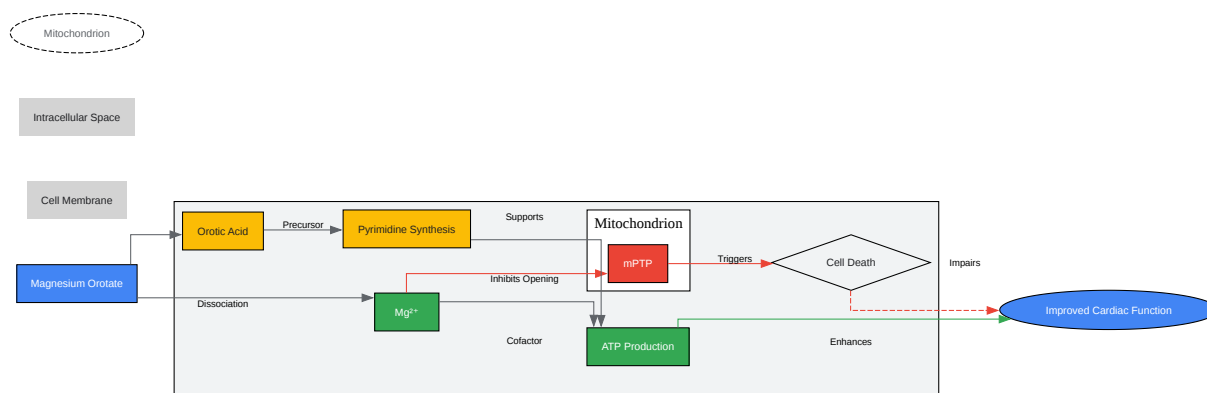 Mitochondrion
Intracellular Space
Cell Membrane
Magnesium Orotate
Orotic Acid
Precursor
Pyrimidine Synthesis
Supports
Mitochondrion
mPTP
Triggers
Cell Death
Impairs
Inhibits Opening
Dissociation
Mg²⁺
Cofactor
ATP Production
Enhances
Improved Cardiac Function